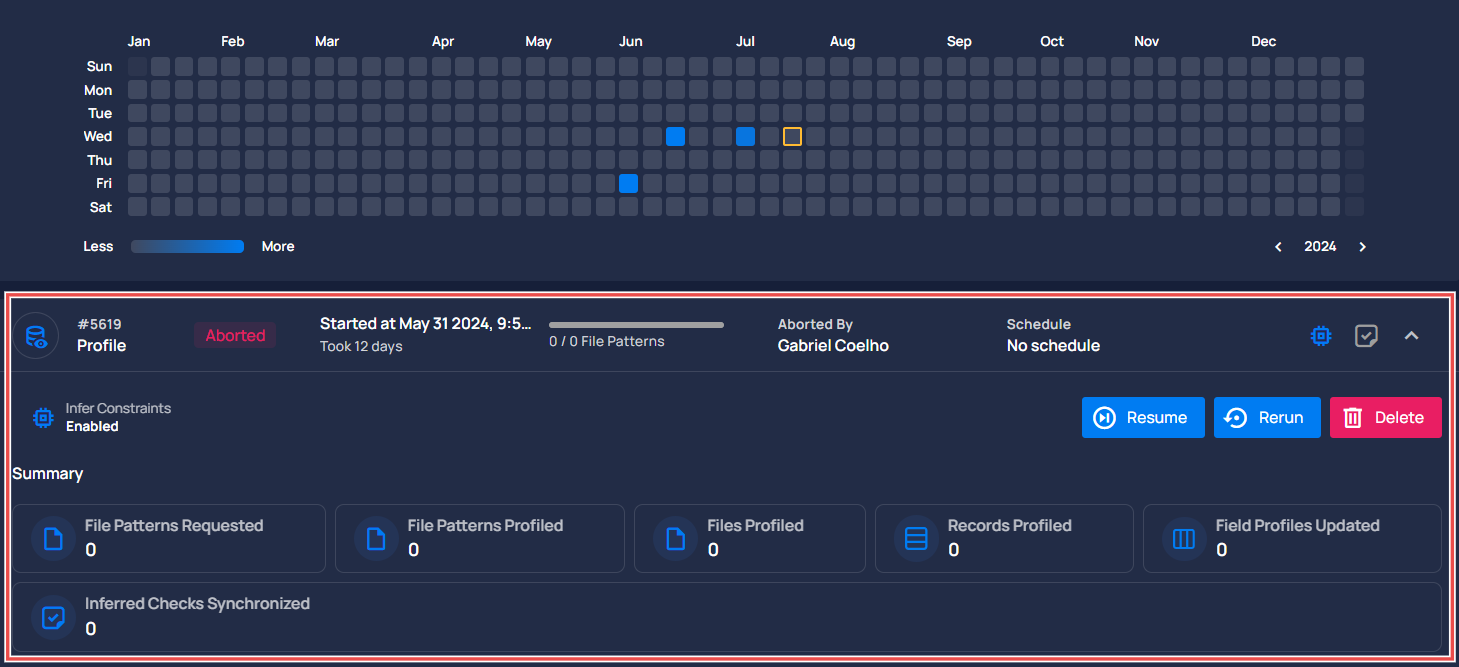 Jan Feb Mar Apr May Jun Jul Aug Sep Oct Nov Dec
Sun
Mon
Tue
Wed
Thu
Fri
Sat
Less More 2024
#5619
Profile
Aborted
Started at May 31 2024, 9:5...
Took 12 days
0 / 0 File Patterns
Aborted By
Gabriel Coelho
Schedule
No schedule
Infer Constraints
Enabled
Resume Rerun Delete
Summary
File Patterns Requested
0
File Patterns Profiled
0
Files Profiled
0
Records Profiled
0
Field Profiles Updated
0
Inferred Checks Synchronized
0